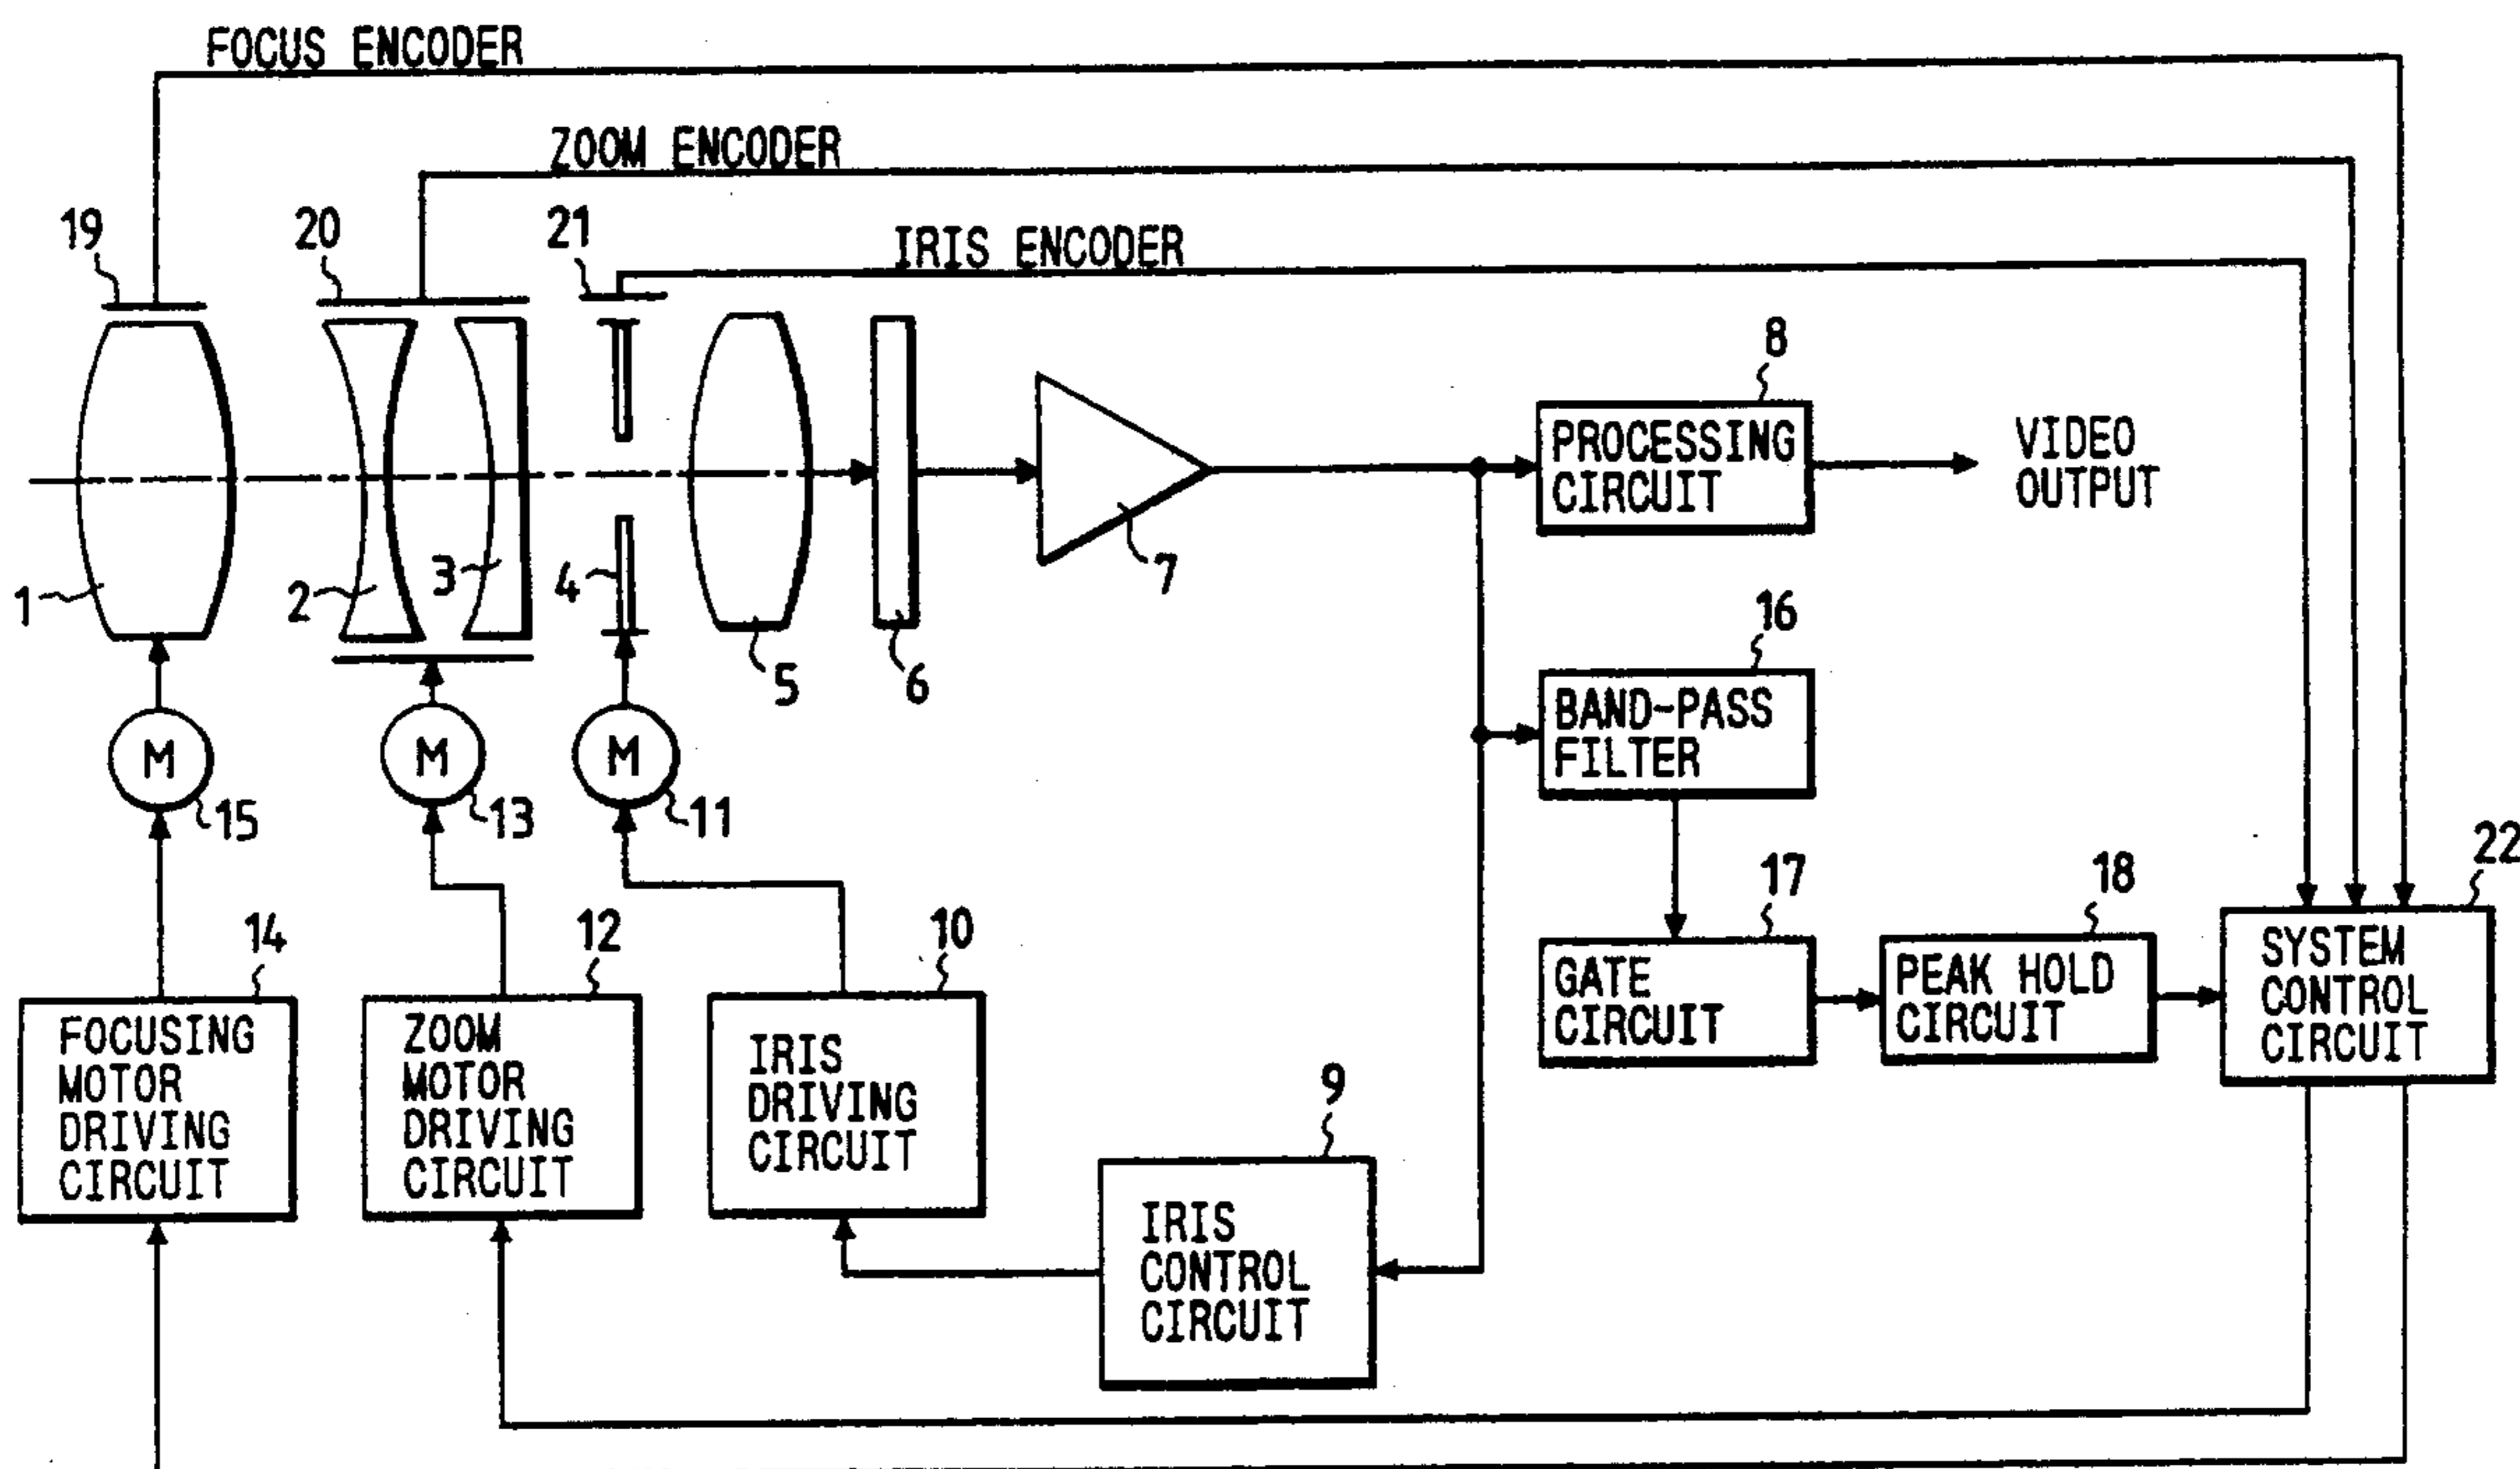 FOCUS ENCODER
ZOOM ENCODER
IRIS ENCODER
19
20
21
8
PROCESSING
CIRCUIT
VIDEO
OUTPUT
1
2
3
4
5
6
7
16
BAND-PASS
FILTER
M
15
M
13
M
11
17
GATE
CIRCUIT
18
PEAK HOLD
CIRCUIT
22
SYSTEM
CONTROL
CIRCUIT
14
FOCUSING
MOTOR
DRIVING
CIRCUIT
12
ZOOM
MOTOR
DRIVING
CIRCUIT
10
IRIS
DRIVING
CIRCUIT
9
IRIS
CONTROL
CIRCUIT